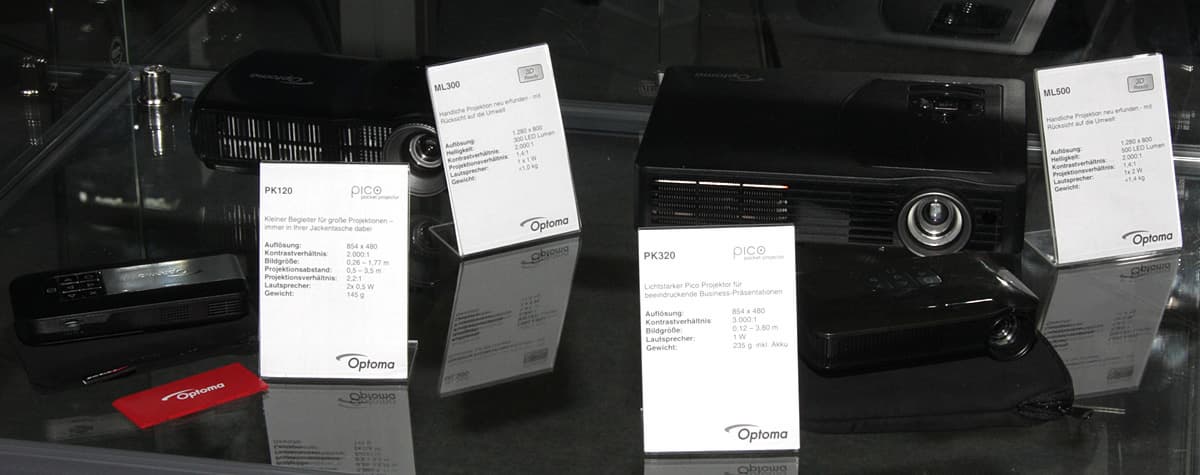 Optoma
ML300
3D
Ready
Handliche Projektion neu erfunden - mit
Rücksicht auf die Umwelt
Auflösung: 1.280 x 800
Helligkeit: 300 LED Lumen
Kontrastverhältnis: 2.000:1
Projektionsverhältnis: 1,4:1
Lautsprecher: 1 x 1 W
Gewicht: <1,0 kg
Optoma
PK120
pico
pocket projector
Kleiner Begleiter für große Projektionen –
immer in Ihrer Jackentasche dabei
Auflösung: 854 x 480
Kontrastverhältnis: 2.000:1
Bildgröße: 0,26 – 1,77 m
Projektionsabstand: 0,5 – 3,5 m
Projektionsverhältnis: 2,2:1
Lautsprecher: 2x 0,5 W
Gewicht: 145 g
Optoma
Optoma
Optoma
ML500
3D
Ready
Handliche Projektion neu erfunden - mit
Rücksicht auf die Umwelt
Auflösung: 1.280 x 800
Helligkeit: 500 LED Lumen
Kontrastverhältnis: 2.000:1
Projektionsverhältnis: 1,4:1
Lautsprecher: 1x 2 W
Gewicht: <1,4 kg
Optoma
PK320
pico
pocket projector
Lichtstarker Pico Projektor für
beeindruckende Business-Präsentationen
Auflösung: 854 x 480
Kontrastverhältnis: 3.000:1
Bildgröße: 0.12 – 3.80 m
Lautsprecher: 1 W
Gewicht: 235 g. inkl. Akku
Optoma